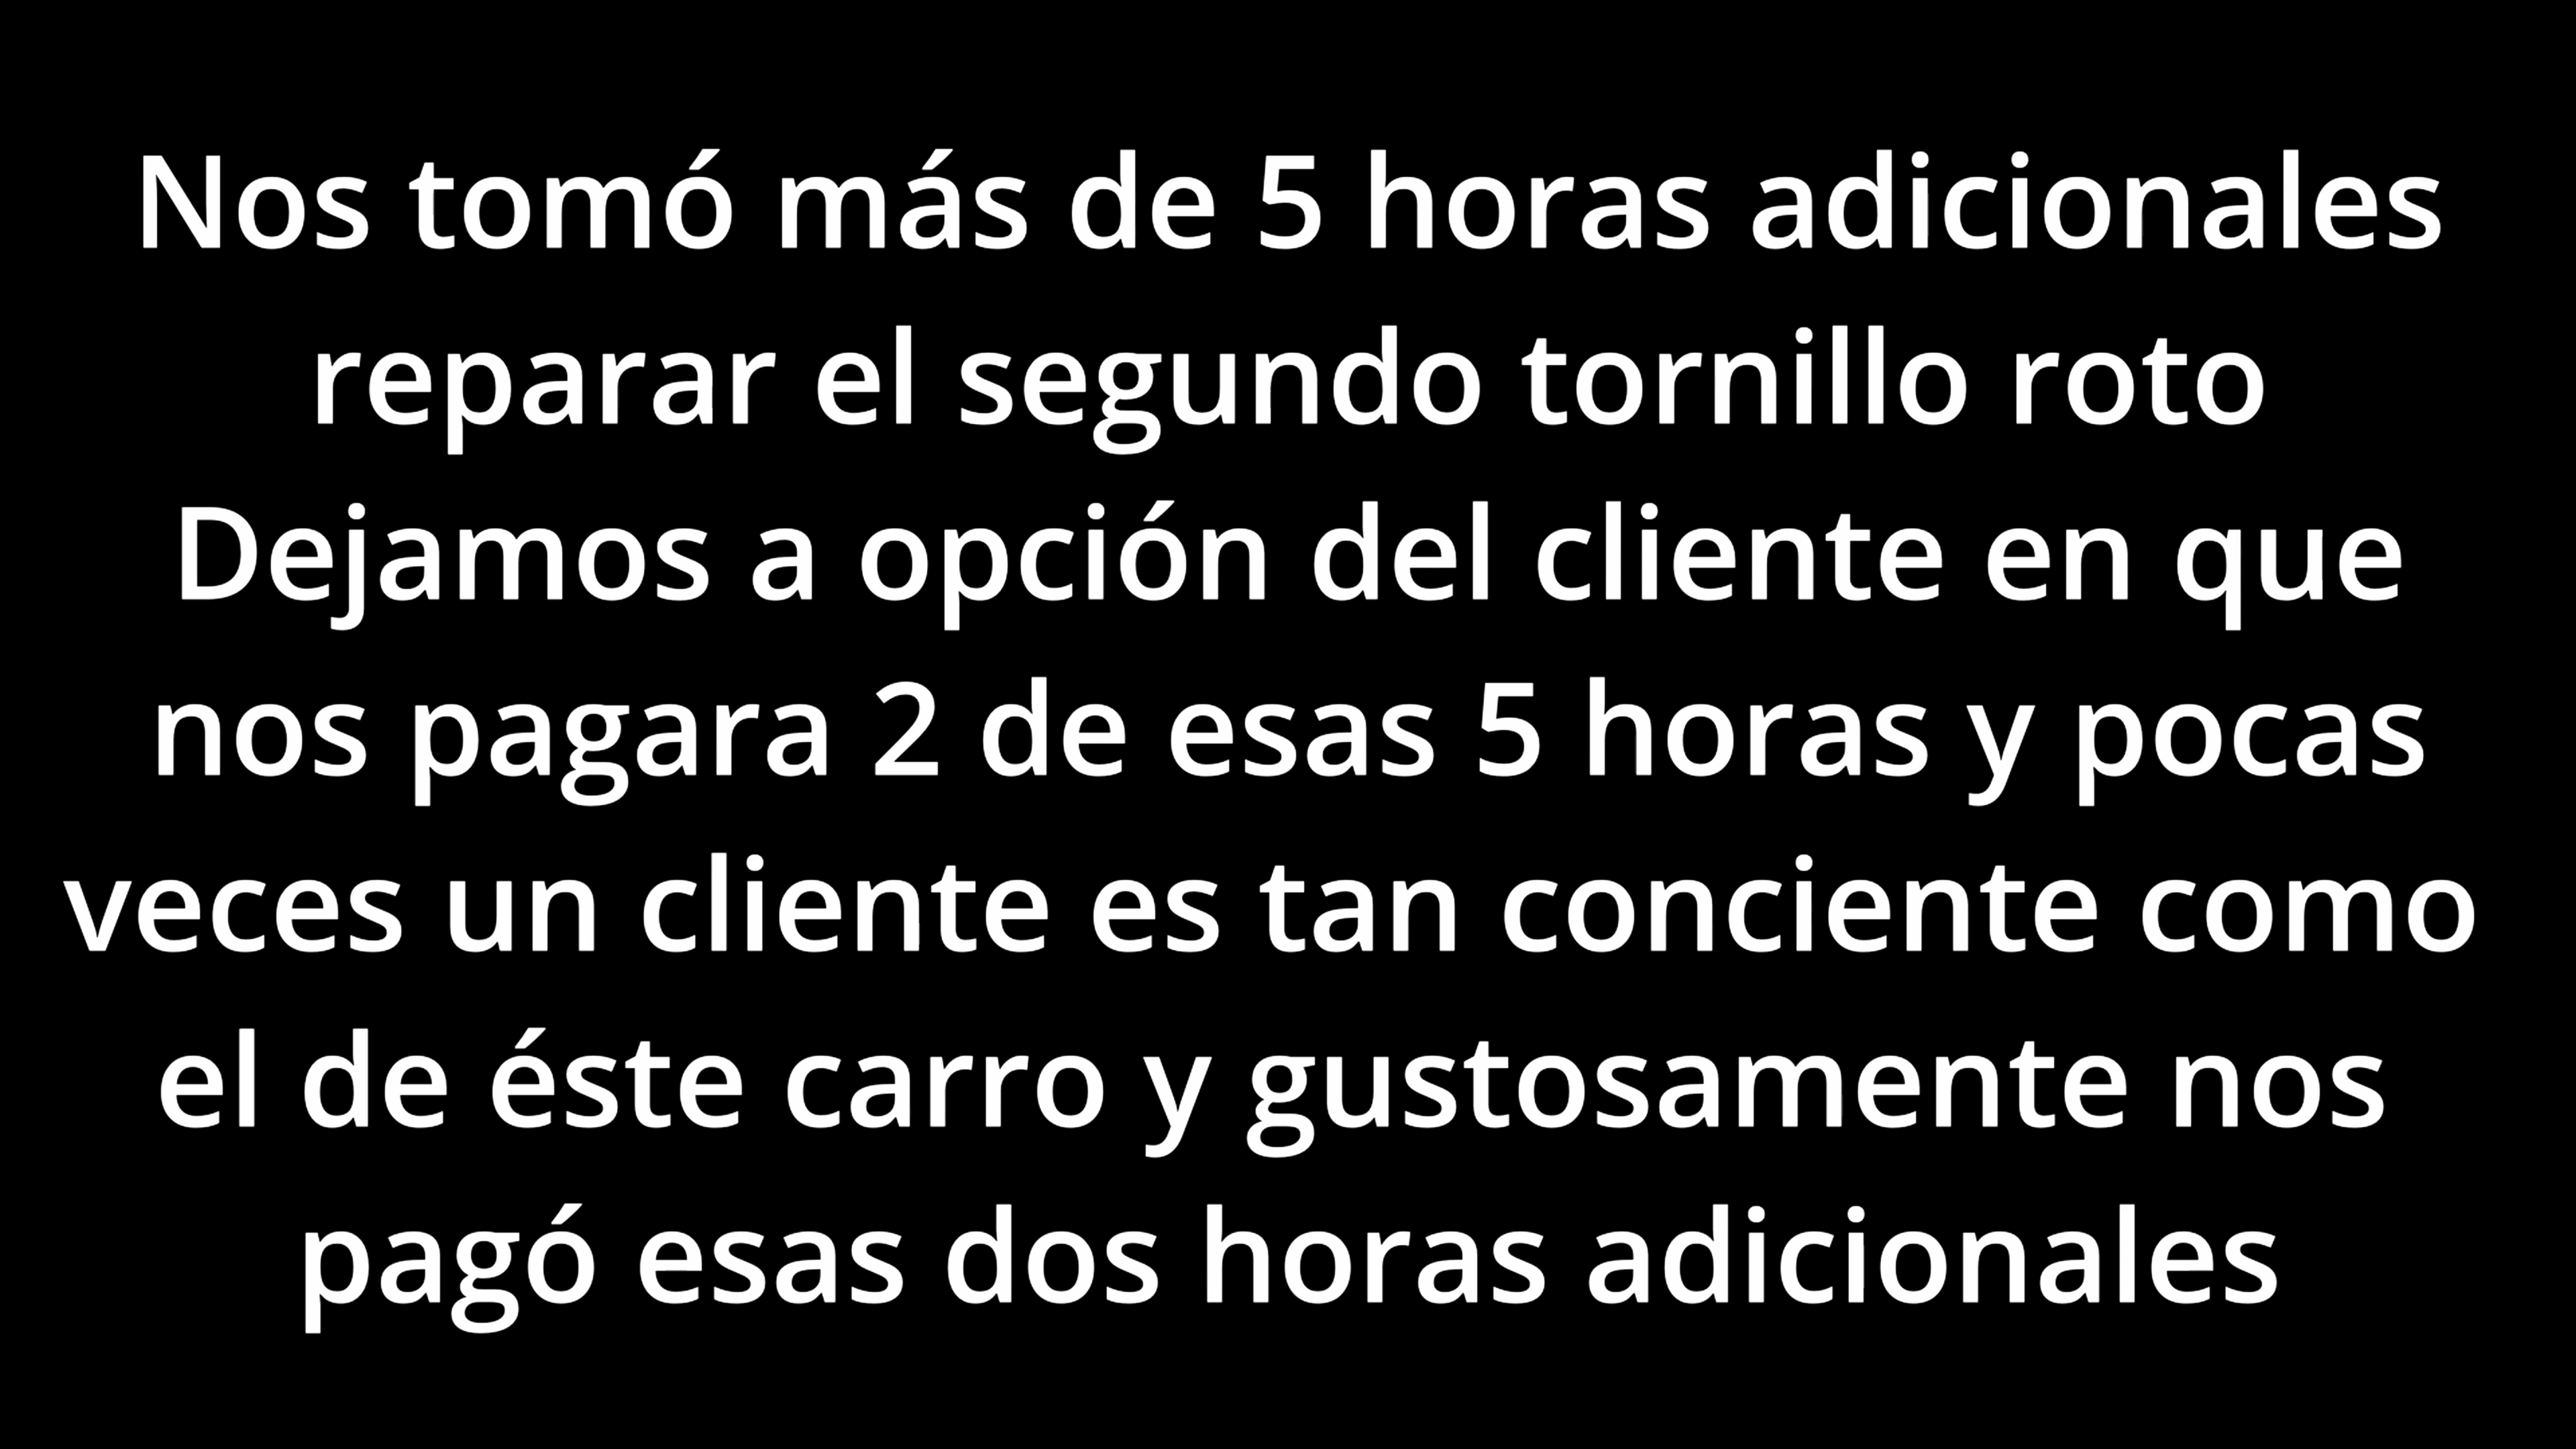 Nos tomó más de 5 horas adicionales
reparar el segundo tornillo roto
Dejamos a opción del cliente en que
nos pagara 2 de esas 5 horas y pocas
veces un cliente es tan conciente como
el de éste carro y gustosamente nos
pagó esas dos horas adicionales